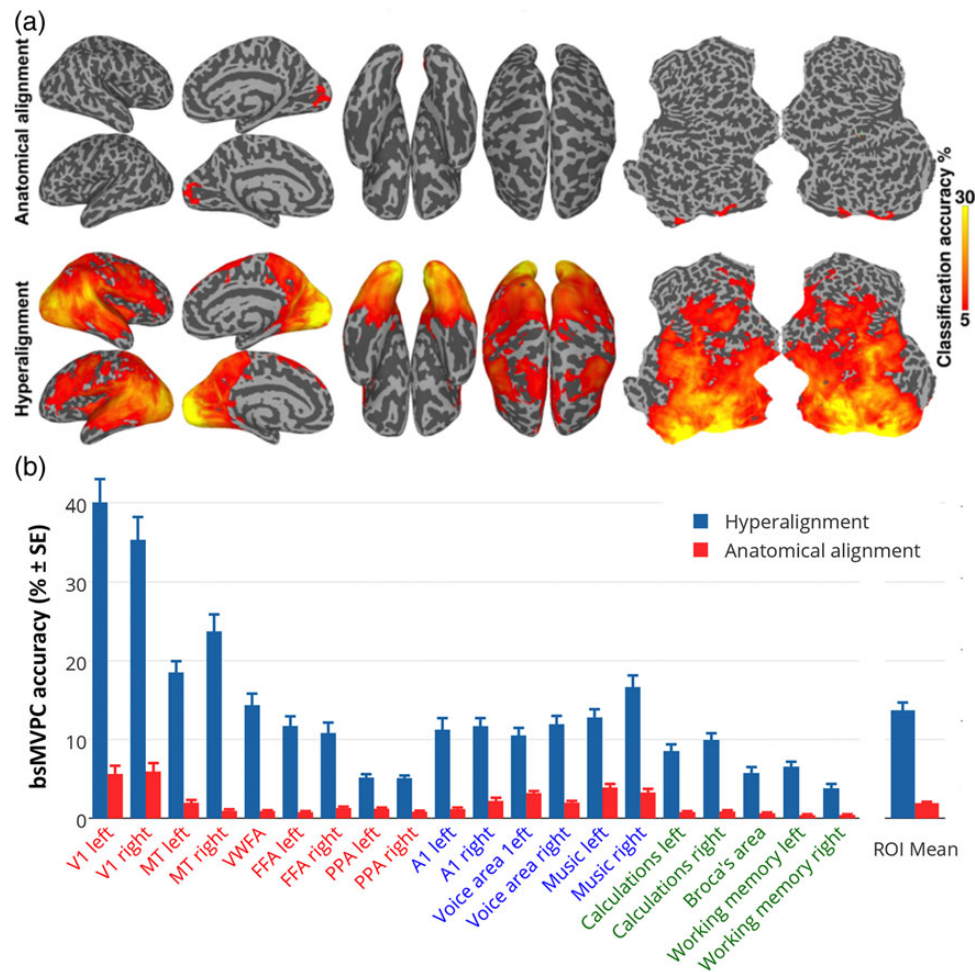 (a)
Anatomical alignment
Hyperalignment
Classification accuracy %
30
5
(b)
bsMVPC accuracy (% ± SE)
40
30
20
10
0
Hyperalignment
Anatomical alignment
V1 left
V1 right
MT left
MT right
VWFA
FFA left
FFA right
PPA left
PPA right
A1 left
A1 right
Voice area left
Voice area right
Music left
Music right
Calculations left
Calculations right
Broca's area
Working memory left
Working memory right
ROI Mean